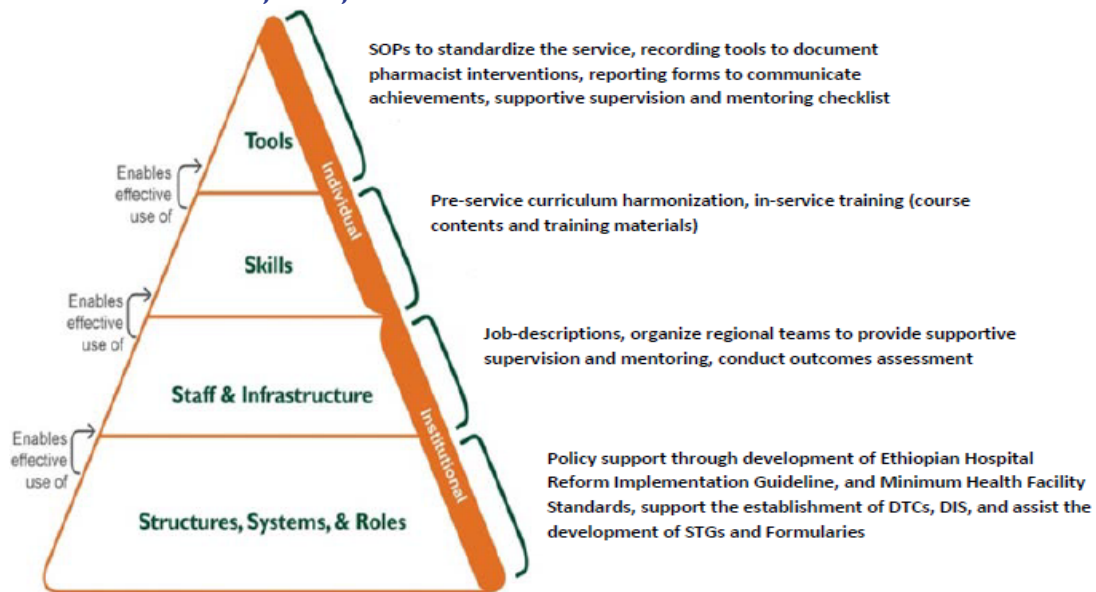 SOPs to standardize the service, recording tools to document
pharmacist interventions, reporting forms to communicate
achievements, supportive supervision and mentoring checklist
Tools
Individual
Enables
effective
use of
Pre-service curriculum harmonization, in-service training (course
contents and training materials)
Skills
Enables
effective
use of
Job-descriptions, organize regional teams to provide supportive
supervision and mentoring, conduct outcomes assessment
Staff & Infrastructure
Institutional
Enables
effective
use of
Policy support through development of Ethiopian Hospital
Reform Implementation Guideline, and Minimum Health Facility
Standards, support the establishment of DTCs, DIS, and assist the
development of STGs and Formularies
Structures, Systems, & Roles